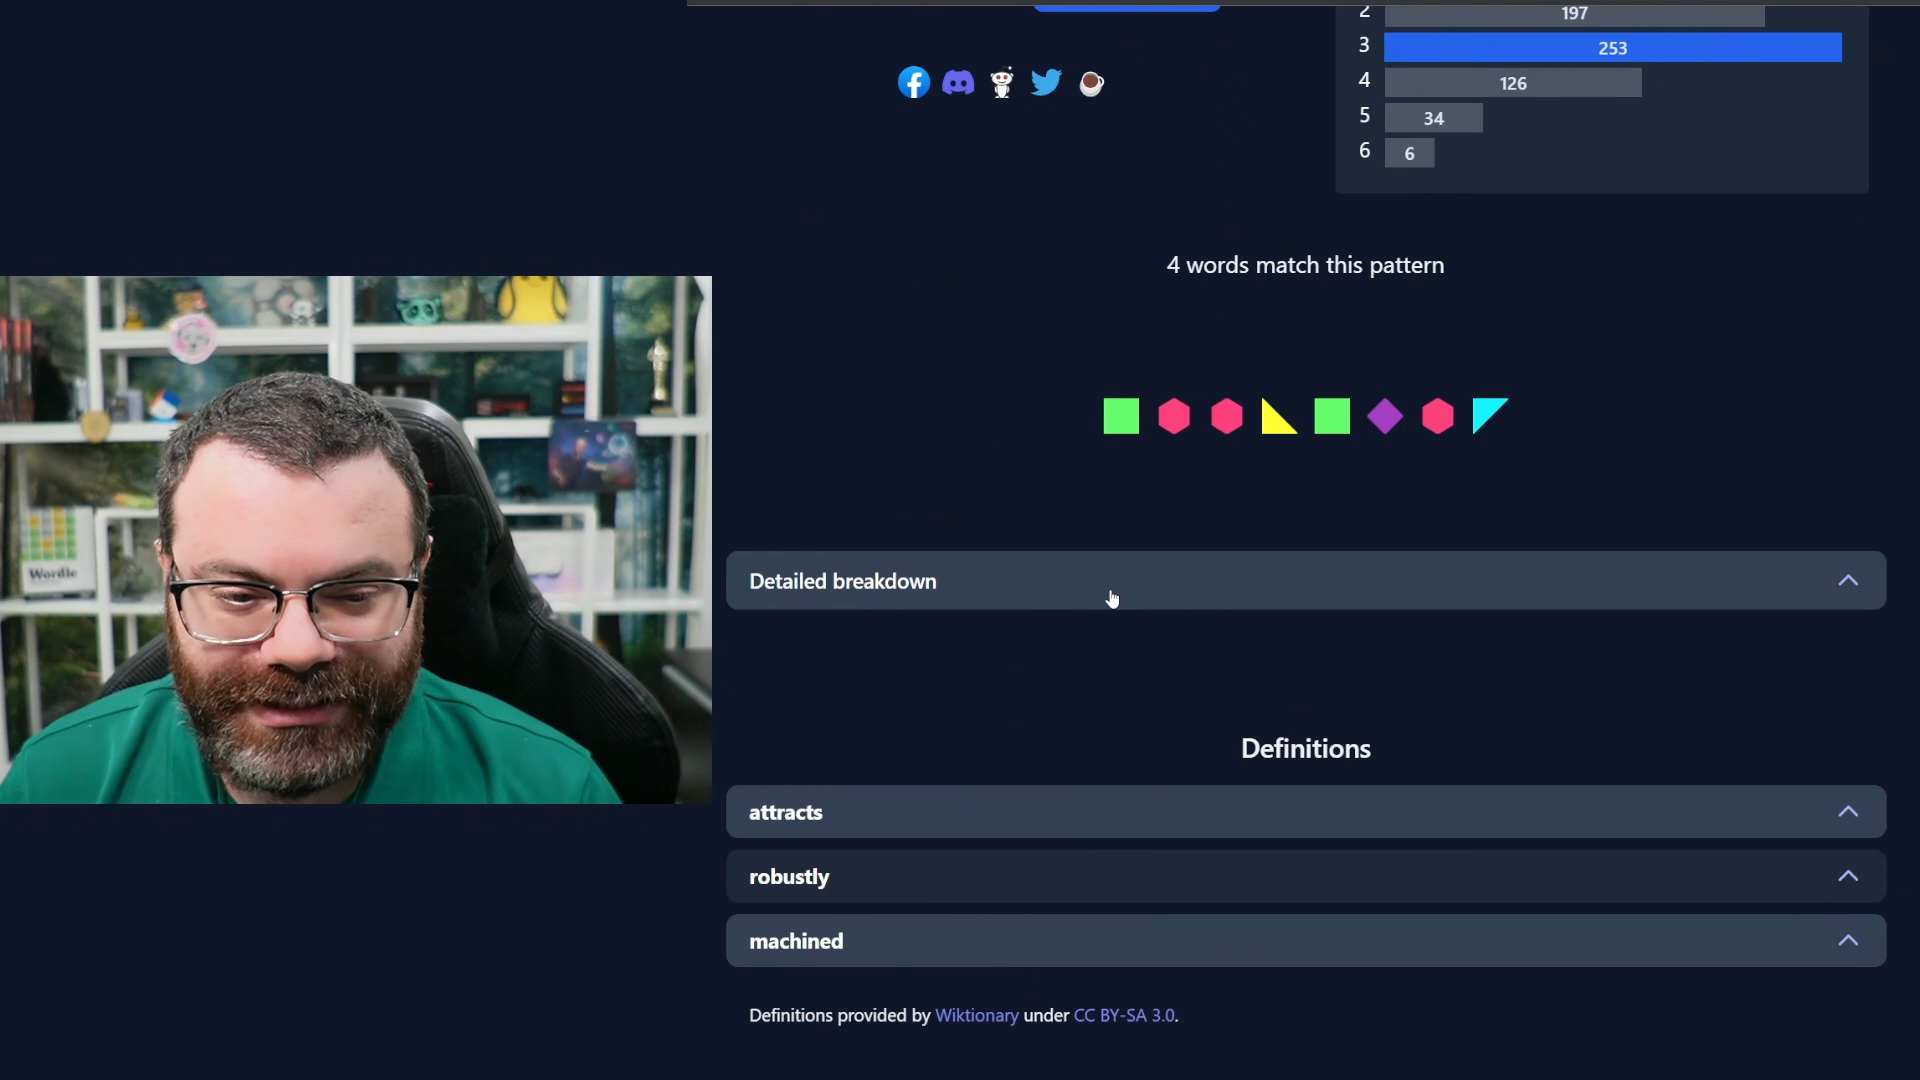 2 197
3 253
4 126
5 34
6 6
4 words match this pattern
Wordle
Detailed breakdown
Definitions
attracts
robustly
machined
Definitions provided by Wiktionary under CC BY-SA 3.0.